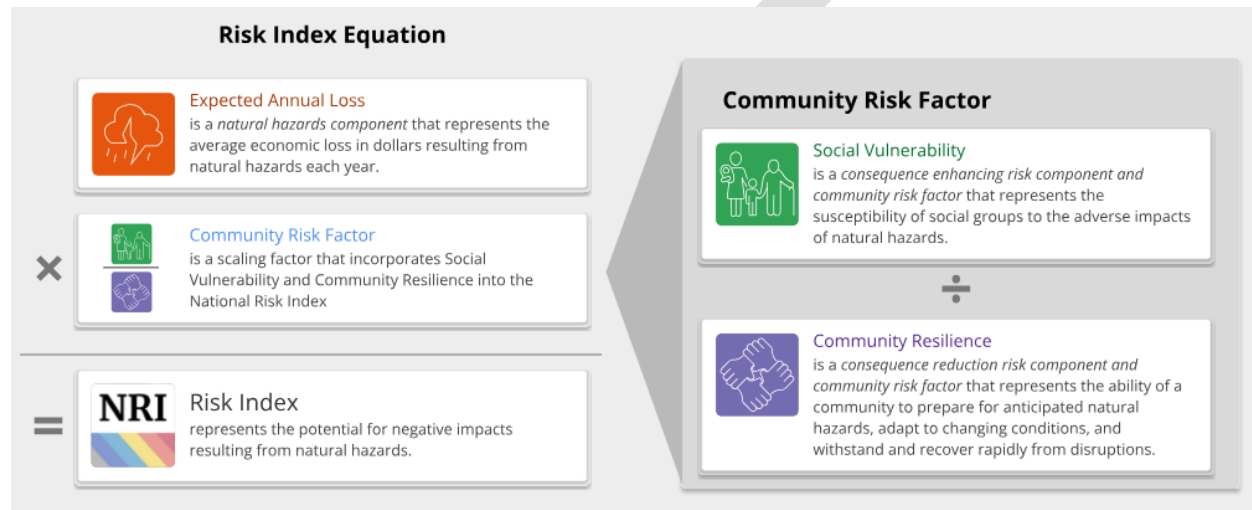 Risk Index Equation
Expected Annual Loss
is a natural hazards component that represents the
average economic loss in dollars resulting from
natural hazards each year.
×
Community Risk Factor
is a scaling factor that incorporates Social
Vulnerability and Community Resilience into the
National Risk Index
=
NRI
Risk Index
represents the potential for negative impacts
resulting from natural hazards.
Community Risk Factor
Social Vulnerability
is a consequence enhancing risk component and
community risk factor that represents the
susceptibility of social groups to the adverse impacts
of natural hazards.
÷
Community Resilience
is a consequence reduction risk component and
community risk factor that represents the ability of a
community to prepare for anticipated natural
hazards, adapt to changing conditions, and
withstand and recover rapidly from disruptions.